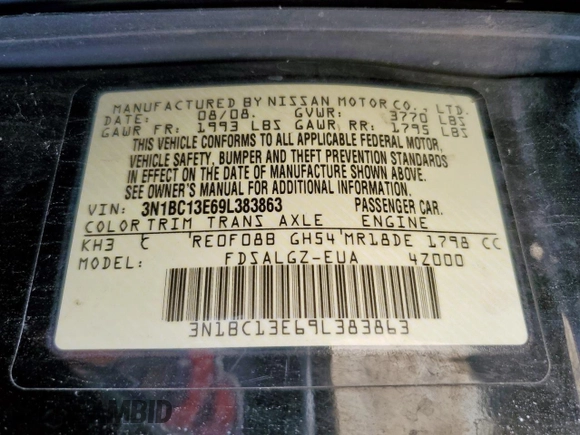 MANUFACTURED BY NISSAN MOTOR CO., LTD.
DATE: 08/08. GVWR: 3770 LBS
GAWR FR: 1993 LBS GAWR RR: 1795 LBS
THIS VEHICLE CONFORMS TO ALL APPLICABLE FEDERAL MOTOR,
VEHICLE SAFETY, BUMPER AND THEFT PREVENTION STANDARDS
IN EFFECT ON THE DATE OF MANUFACTURE SHOWN ABOVE.
SEE OWNER'S MANUAL FOR ADDITIONAL INFORMATION
VIN: 3N1BC13E69L383863 PASSENGER CAR.
COLOR TRIM TRANS AXLE ENGINE
KH3 C RE0F08B GH54 MR18DE 1798 CC
MODEL: FDSALGZ-EUA 4Z000
3N1BC13E69L383863